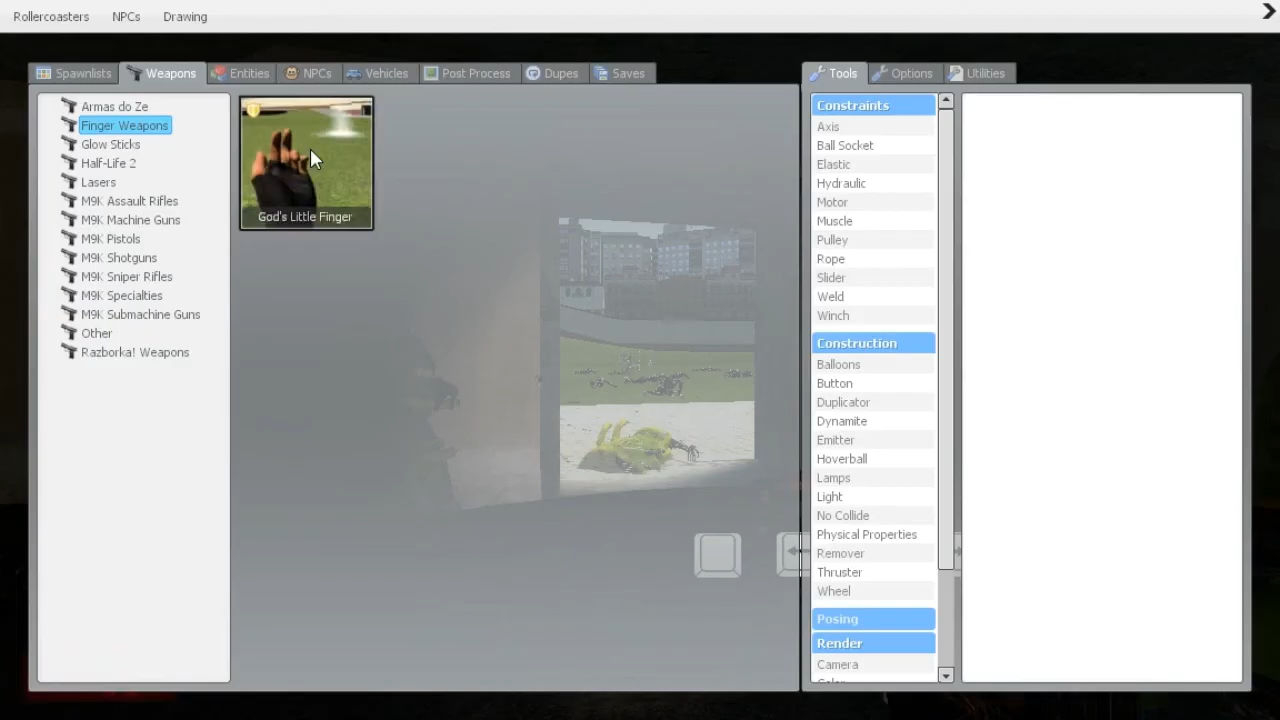 Rollercoasters NPCs Drawing
Spawnlists Weapons Entities NPCs Vehicles Post Process Dupes Saves
Tools Options Utilities
Armas do Ze
Finger Weapons
Glow Sticks
Half-Life 2
Lasers
M9K Assault Rifles
M9K Machine Guns
M9K Pistols
M9K Shotguns
M9K Sniper Rifles
M9K Specialties
M9K Submachine Guns
Other
Razborka! Weapons
God's Little Finger
Constraints
Axis
Ball Socket
Elastic
Hydraulic
Motor
Muscle
Pulley
Rope
Slider
Weld
Winch
Construction
Balloons
Button
Duplicator
Dynamite
Emitter
Hoverball
Lamps
Light
No Collide
Physical Properties
Remover
Thruster
Wheel
Posing
Render
Camera